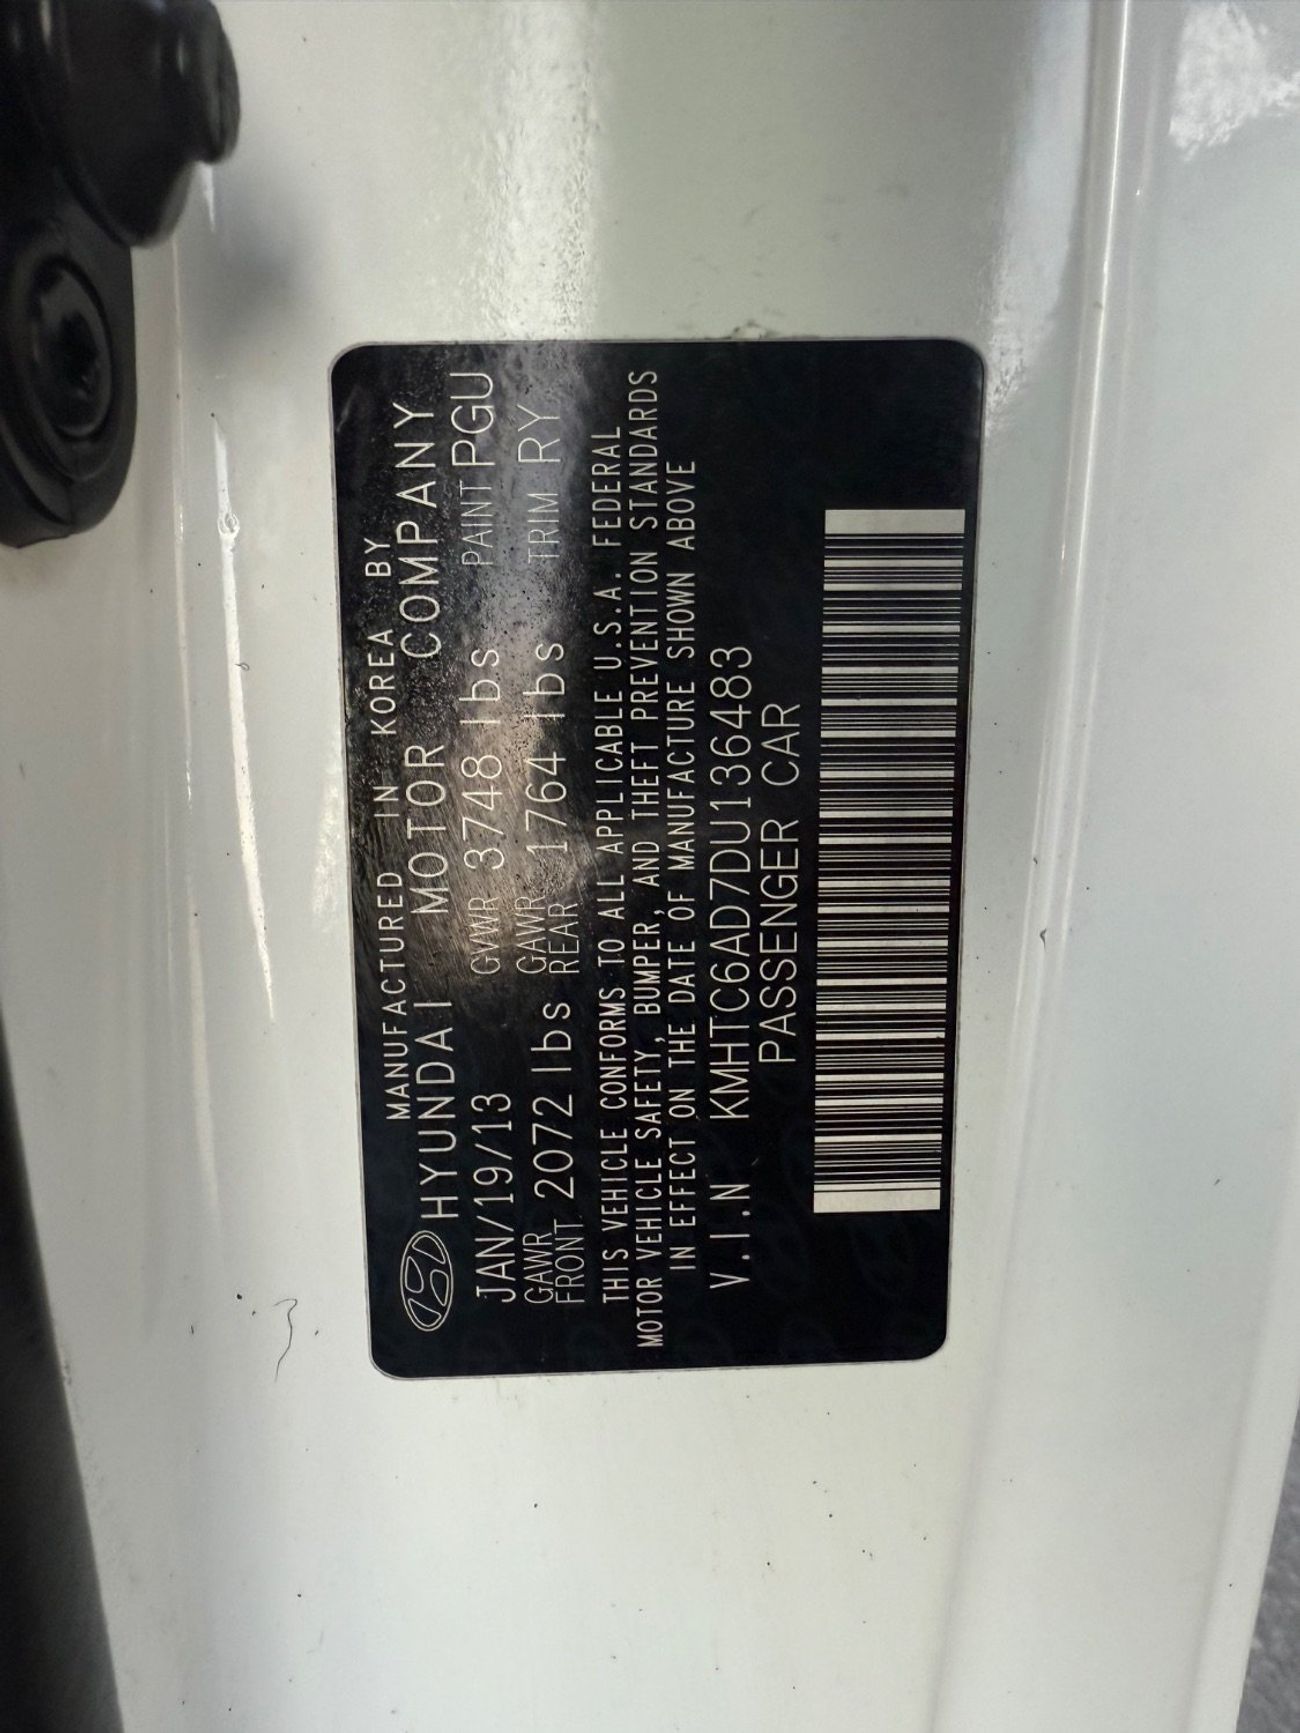 MANUFACTURED IN KOREA BY
HYUNDAI MOTOR COMPANY
JAN/19/13 GVWR 3748 lbs PAINT PGU
GAWR FRONT 2072 lbs GAWR REAR 1764 lbs TRIM RY
THIS VEHICLE CONFORMS TO ALL APPLICABLE U.S.A. FEDERAL
MOTOR VEHICLE SAFETY, BUMPER, AND THEFT PREVENTION STANDARDS
IN EFFECT ON THE DATE OF MANUFACTURE SHOWN ABOVE
V.I.N KMHTC6AD7DU136483
PASSENGER CAR